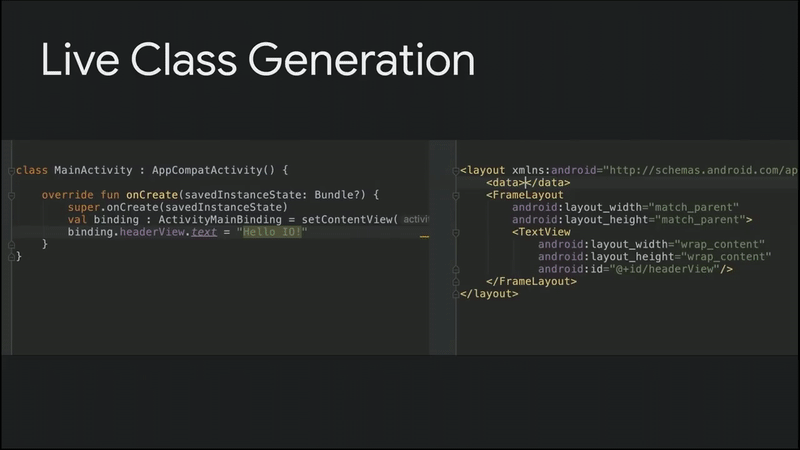 Live Class Generation
class MainActivity : AppCompatActivity() {
override fun onCreate(savedInstanceState: Bundle?) {
super.onCreate(savedInstanceState)
val binding : ActivityMainBinding = setContentView( activi
binding.headerView.text = "Hello IO!"
}
}
<layout xmlns:android="http://schemas.android.com/ap
<data></data>
<FrameLayout
android:layout_width="match_parent"
android:layout_height="match_parent">
<TextView
android:layout_width="wrap_content"
android:layout_height="wrap_content"
android:id="@+id/headerView"/>
</FrameLayout>
</layout>